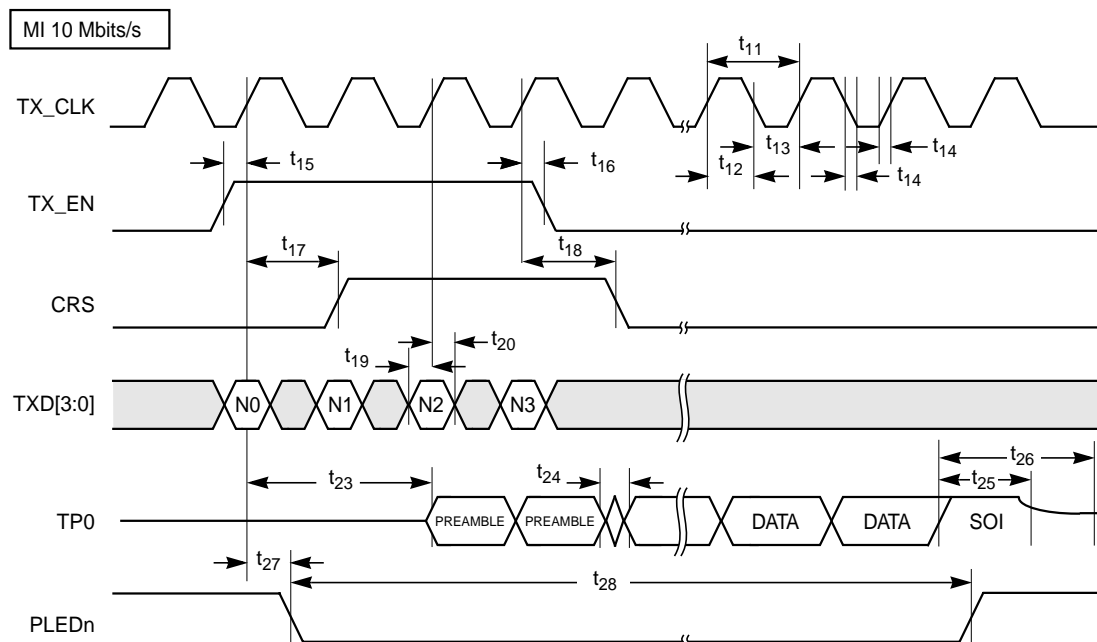 MI 10 Mbits/s
t11
TX_CLK
t15
t16
t13
t12
t14
t14
TX_EN
t17
t18
CRS
t19
t20
TXD[3:0]
N0
N1
N2
N3
t23
t24
t26
t25
TP0
PREAMBLE
PREAMBLE
DATA
DATA
SOI
t27
t28
PLEDn